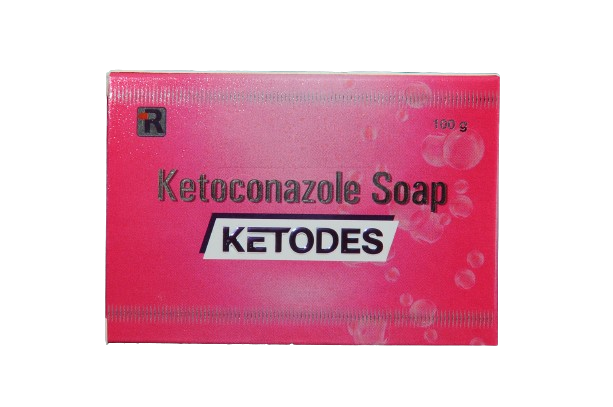 R
100 g
Ketoconazole Soap
KETODES